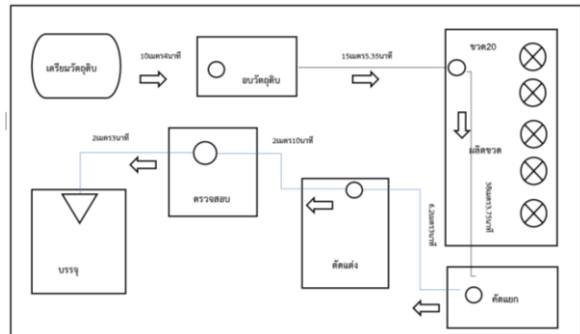 เตรียมวัตถุดิบ
10เมตร4นาที
อบวัตถุดิบ
15เมตร5.35นาที
ขวด20
ผลิตขวด
38เมตร3.75นาที
คัดแยก
6.2เมตร3นาที
ตัดแต่ง
2เมตร10นาที
ตรวจสอบ
2เมตร3นาที
บรรจุ